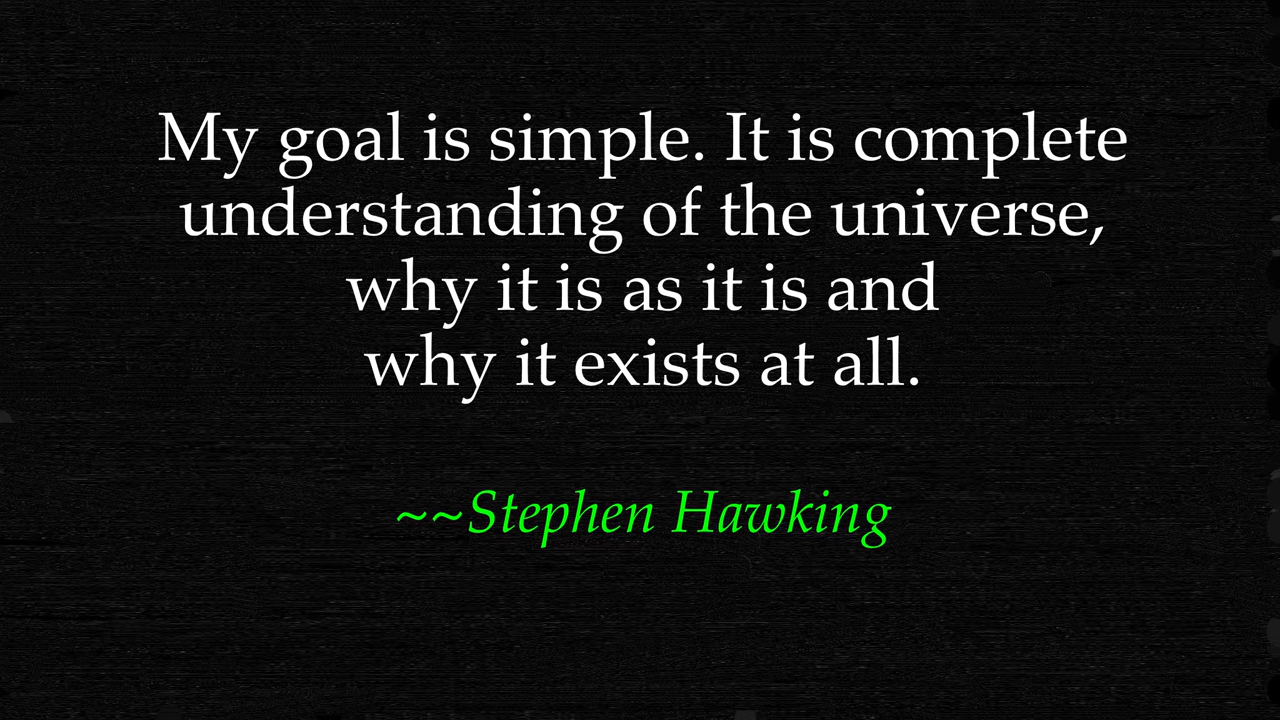 My goal is simple. It is complete
understanding of the universe,
why it is as it is and
why it exists at all.
~~Stephen Hawking